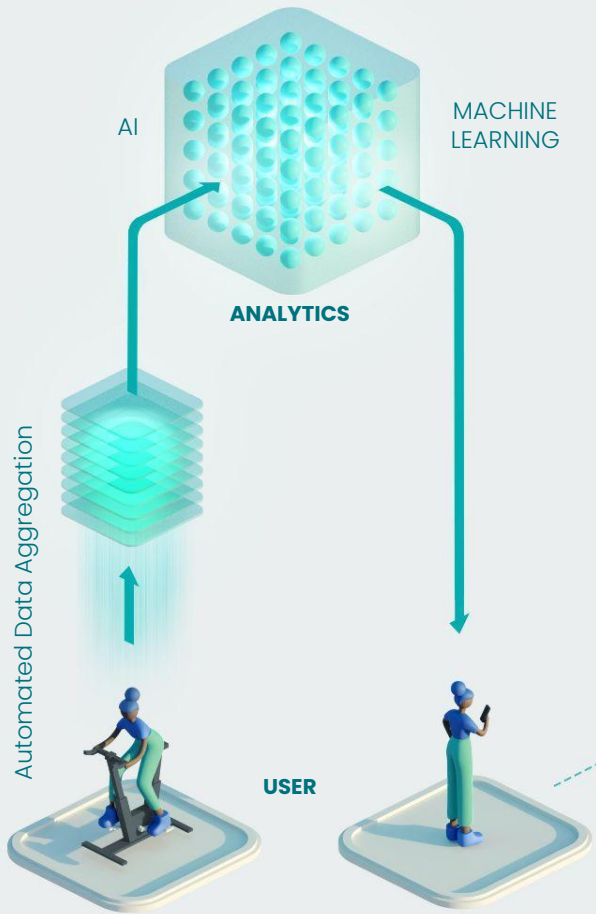 AI
MACHINE
LEARNING
ANALYTICS
Automated Data Aggregation
USER